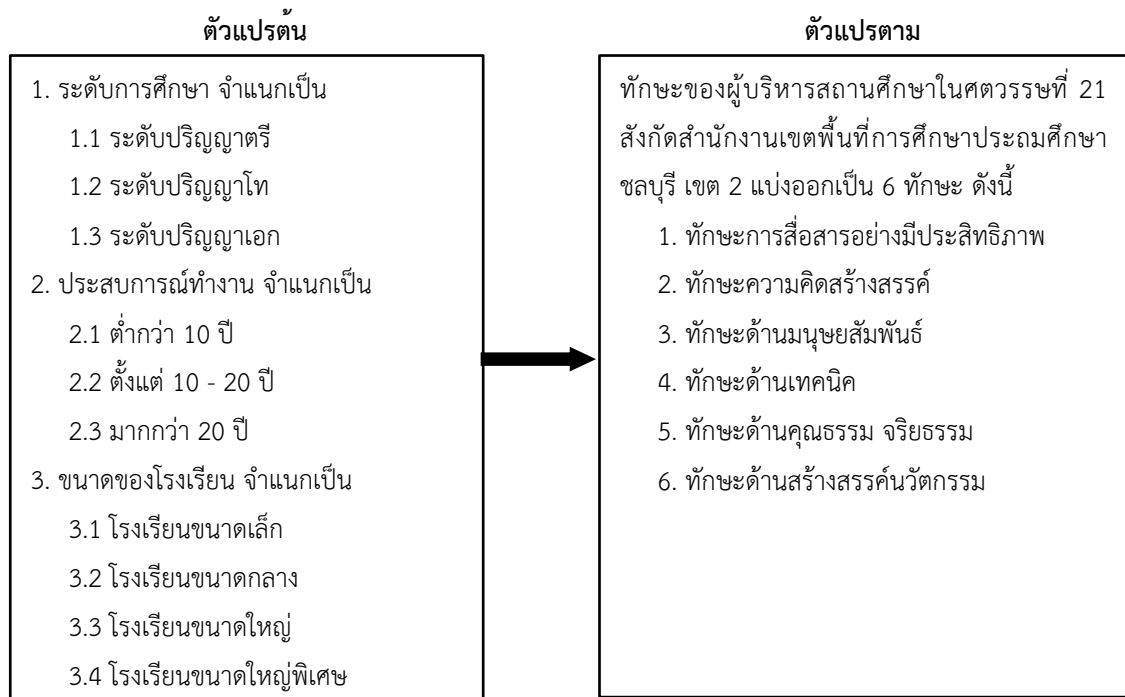 ตัวแปรต้น
1. ระดับการศึกษา จำแนกเป็น
1.1 ระดับปริญญาตรี
1.2 ระดับปริญญาโท
1.3 ระดับปริญญาเอก
2. ประสบการณ์ทำงาน จำแนกเป็น
2.1 ต่ำกว่า 10 ปี
2.2 ตั้งแต่ 10 - 20 ปี
2.3 มากกว่า 20 ปี
3. ขนาดของโรงเรียน จำแนกเป็น
3.1 โรงเรียนขนาดเล็ก
3.2 โรงเรียนขนาดกลาง
3.3 โรงเรียนขนาดใหญ่
3.4 โรงเรียนขนาดใหญ่พิเศษ
ตัวแปรตาม
ทักษะของผู้บริหารสถานศึกษาในศตวรรษที่ 21
สังกัดสำนักงานเขตพื้นที่การศึกษาประถมศึกษา
ชลบุรี เขต 2 แบ่งออกเป็น 6 ทักษะ ดังนี้
1. ทักษะการสื่อสารอย่างมีประสิทธิภาพ
2. ทักษะความคิดสร้างสรรค์
3. ทักษะด้านมนุษยสัมพันธ์
4. ทักษะด้านเทคนิค
5. ทักษะด้านคุณธรรม จริยธรรม
6. ทักษะด้านสร้างสรรค์นวัตกรรม